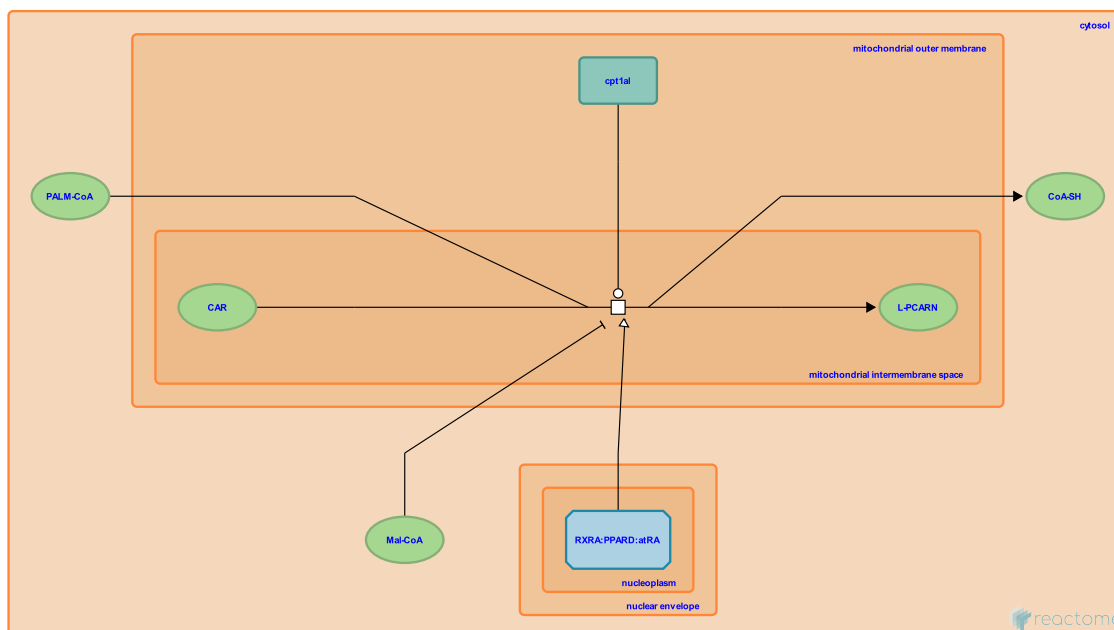 cytosol
mitochondrial outer membrane
cpt1al
PALM-CoA
CoA-SH
CAR
L-PCARN
mitochondrial intermembrane space
Mal-CoA
RXRA:PPARD:atRA
nucleoplasm
nuclear envelope
reactome